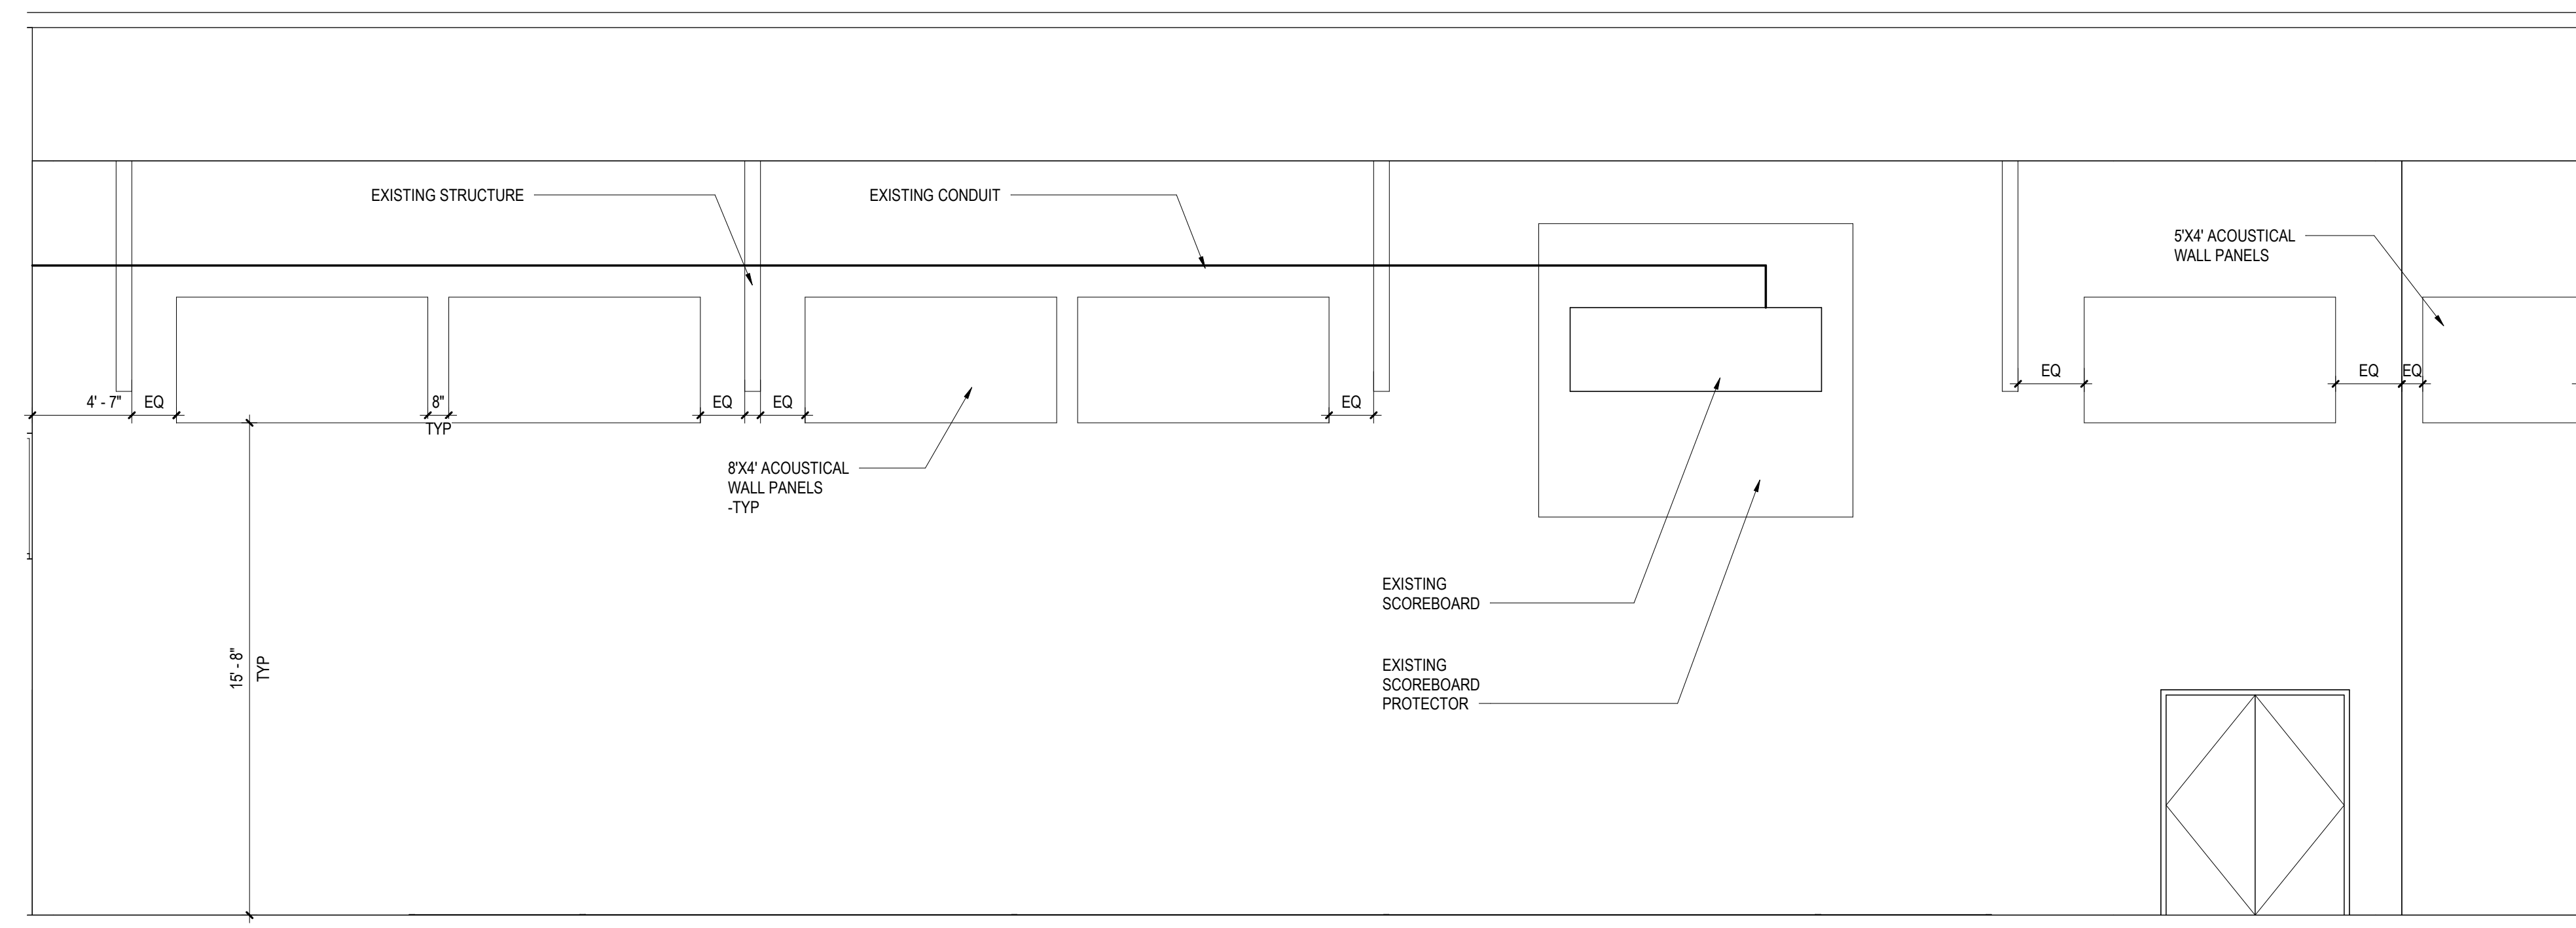 EXISTING STRUCTURE
EXISTING CONDUIT
5'X4' ACOUSTICAL
WALL PANELS
EQ
EQ
EQ
4' - 7"
EQ
8"
TYP
EQ
EQ
EQ
8'X4' ACOUSTICAL
WALL PANELS
-TYP
EXISTING
SCOREBOARD
EXISTING
SCOREBOARD
PROTECTOR
15' - 8"
TYP